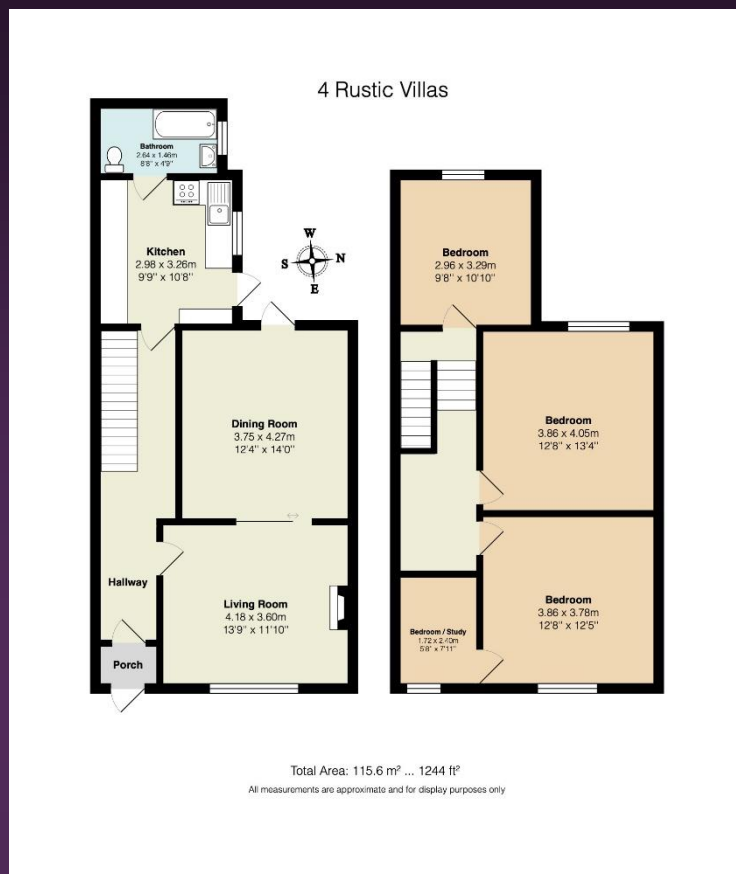 4 Rustic Villas
Bathroom
2.64 x 1.46m
8'8" x 4'9"
Kitchen
2.98 x 3.26m
9'9" x 10'8"
W
S
N
E
Dining Room
3.75 x 4.27m
12'4" x 14'0"
Hallway
Living Room
4.18 x 3.60m
13'9" x 11'10"
Porch
Bedroom
2.96 x 3.29m
9'8" x 10'10"
Bedroom
3.86 x 4.05m
12'8" x 13'4"
Bedroom
3.86 x 3.78m
12'8" x 12'5"
Bedroom / Study
1.72 x 2.40m
5'8" x 7'11"
Total Area: 115.6 m² ... 1244 ft²
All measurements are approximate and for display purposes only